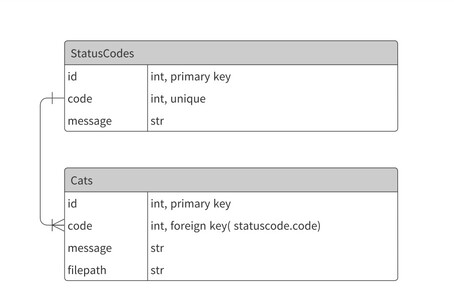 StatusCodes
id int, primary key
code int, unique
message str
Cats
id int, primary key
code int, foreign key( statuscode.code)
message str
filepath str